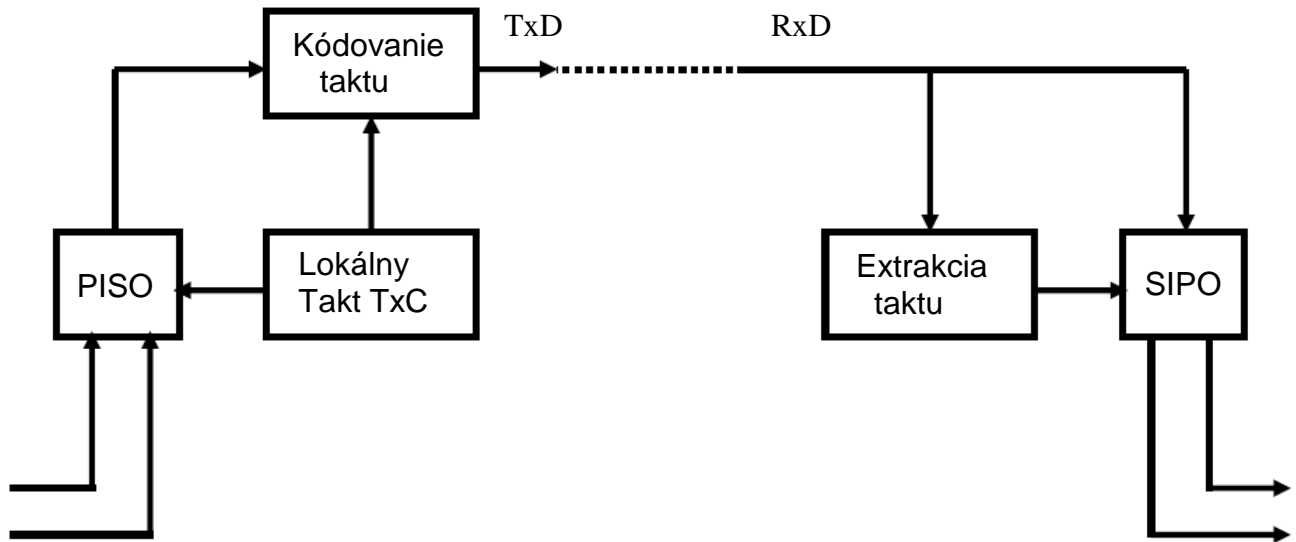 TxD
RxD
Kódovanie
taktu
PISO
Lokálny
Takt TxC
Extrakcia
taktu
SIPO